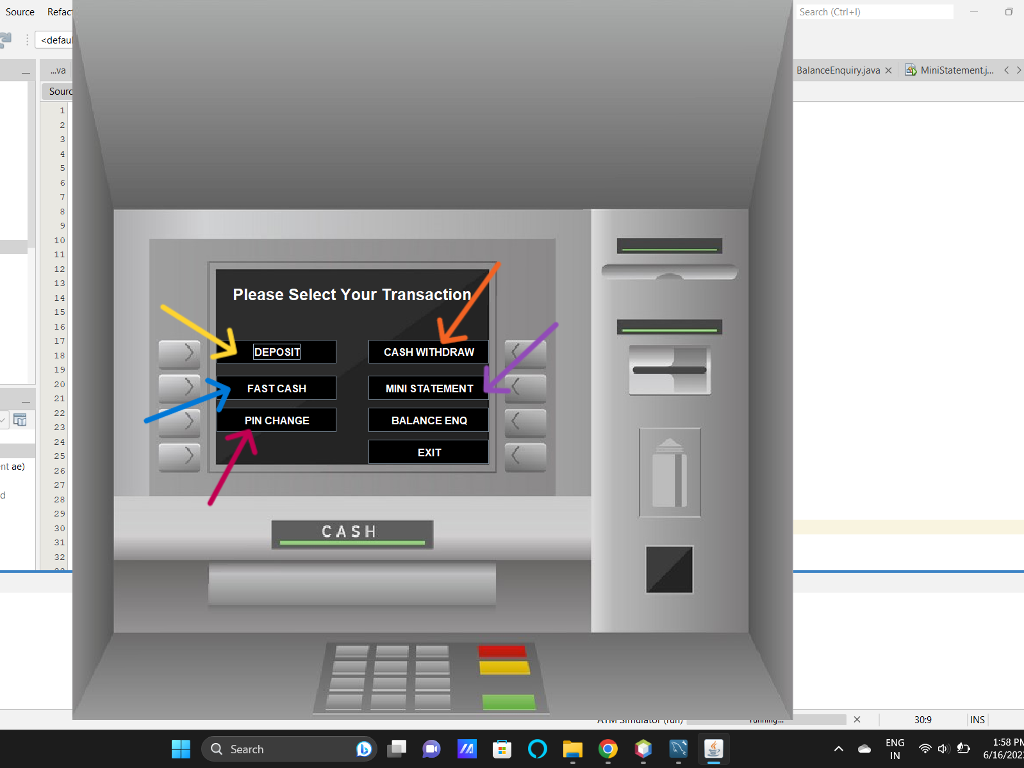 Source Refac
Search (Ctrl+I)
<defau
...va
BalanceEnquiry.java
MiniStatement.j...
Sourc
1
2
3
4
5
6
7
8
9
10
11
12
13
14
15
16
17
18
19
20
21
22
23
24
25
26
27
28
29
30
31
32
nt ae)
d
Please Select Your Transaction
DEPOSIT
CASH WITHDRAW
FAST CASH
MINI STATEMENT
PIN CHANGE
BALANCE ENQ
EXIT
CASH
ATM Simulator (run)
running...
30:9
INS
Search
ENG
IN
1:58 PM
6/16/202